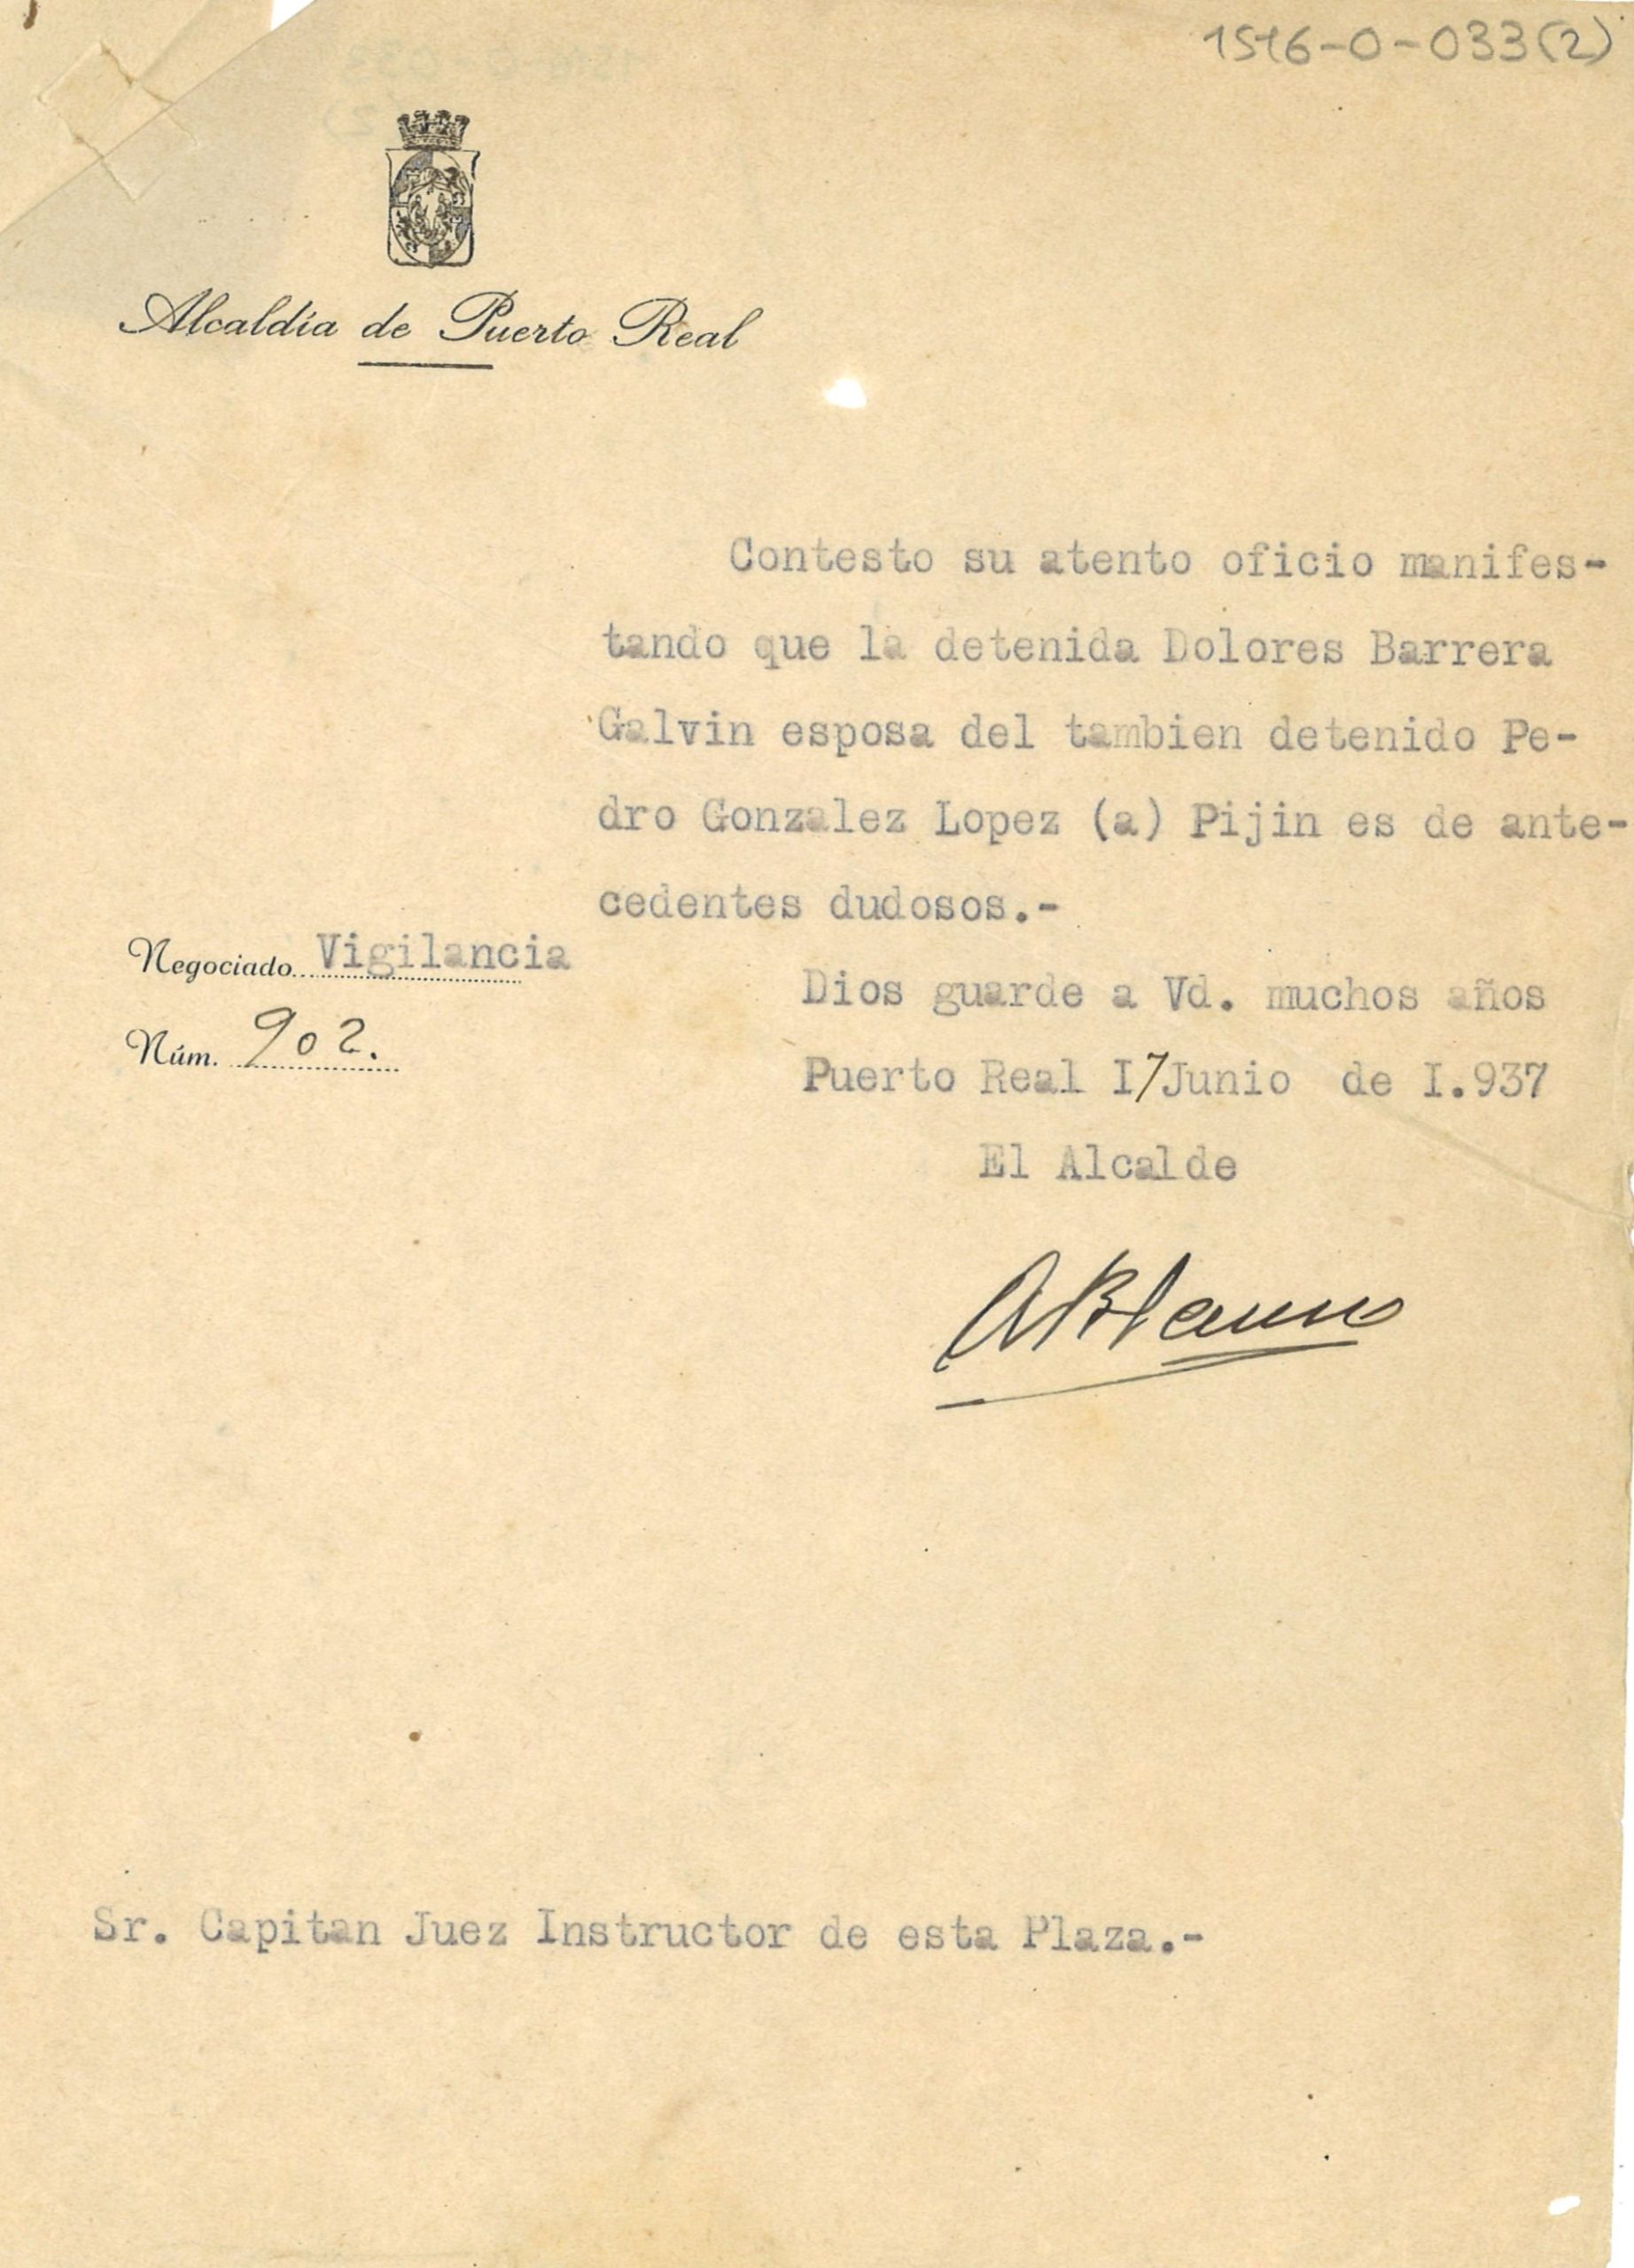 1516-0-033(2)
Alcaldía de Puerto Real
Contesto su atento oficio manifes-
tando que la detenida Dolores Barrera
Galvin esposa del tambien detenido Pe-
dro Gonzalez Lopez (a) Pijin es de ante-
cedentes dudosos.-
Negociado Vigilancia
Núm. 902.
Dios guarde a Vd. muchos años
Puerto Real I7 Junio de I.937
El Alcalde
Sr. Capitan Juez Instructor de esta Plaza.-